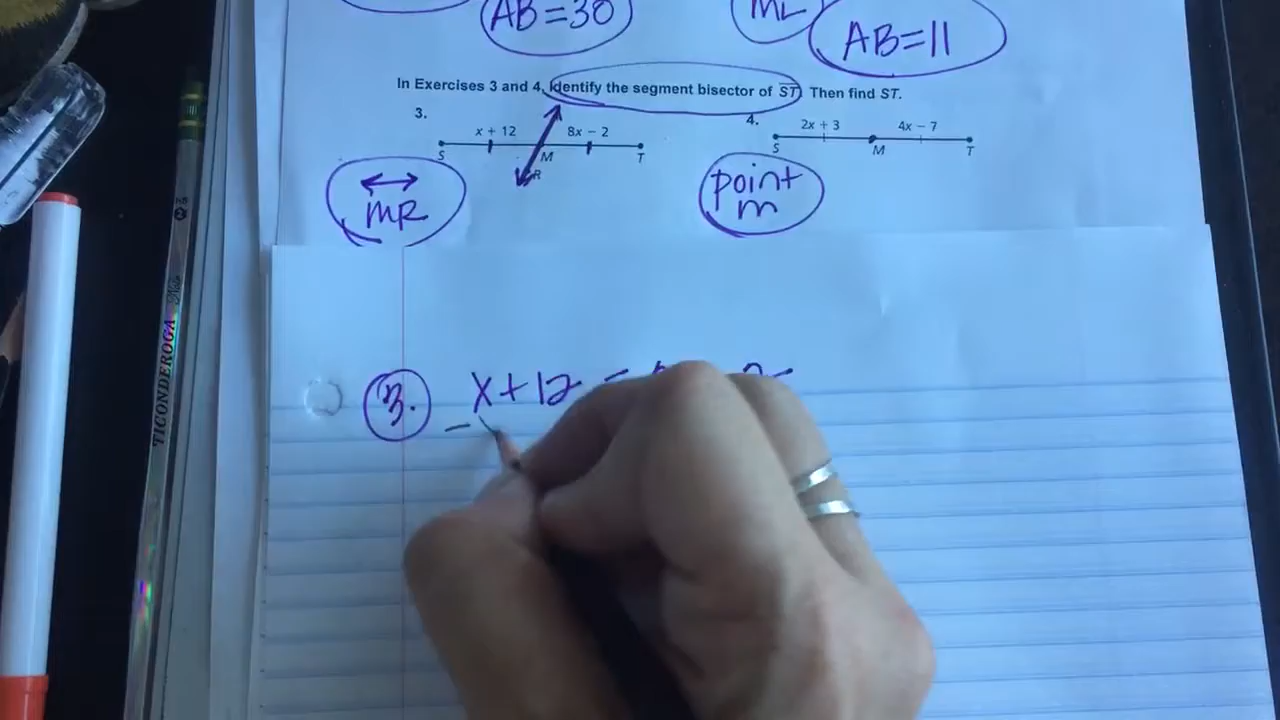 AB=30
ML
AB=11
In Exercises 3 and 4, identify the segment bisector of ST. Then find ST.
3.
x + 12
8x − 2
S
M
T
R
MR
4.
2x + 3
4x − 7
S
M
T
point
m
3.
x+12 =
−
TICONDEROGA